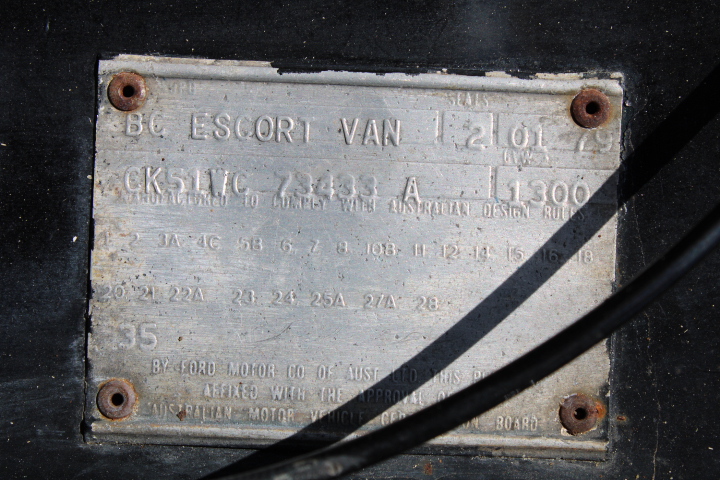 SEATS
BC ESCORT VAN 2 01 79
CK51WC 73433 A 1300
MANUFACTURED TO COMPLY WITH AUSTRALIAN DESIGN RULES
1 2 3A 4C 5B 6 7 8 10B 11 12 14 15 16 18
20 21 22A 23 24 25A 27A 28
35
BY FORD MOTOR CO OF AUST LTD THIS
AFFIXED WITH THE APPROVAL
AUSTRALIAN MOTOR VEHICLE BOARD